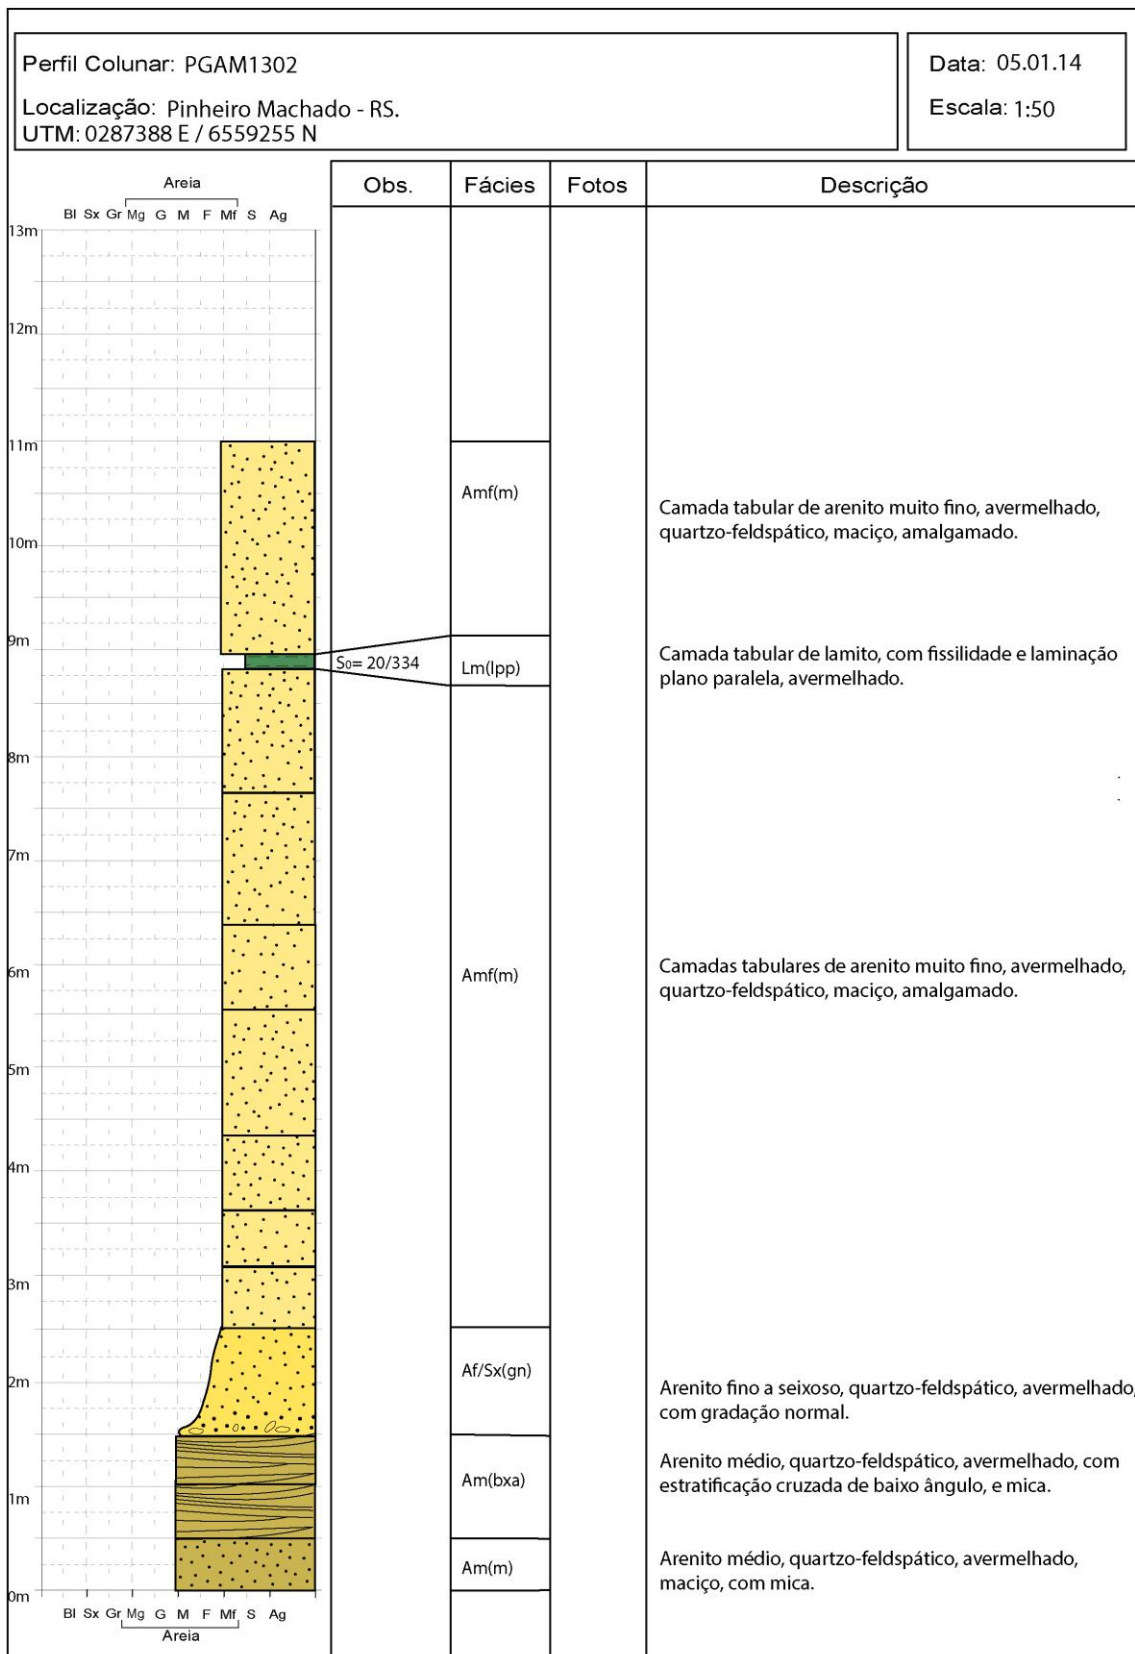 Perfil Colunar: PGAM1302
Localização: Pinheiro Machado - RS.
UTM: 0287388 E / 6559255 N
Data: 05.01.14
Escala: 1:50
Areia
Bl Sx Gr Mg G M F Mf S Ag
Obs.
Fácies
Fotos
Descrição
13m
12m
11m
Amf(m)
Camada tabular de arenito muito fino, avermelhado,
quartzo-feldspático, maciço, amalgamado.
10m
9m
S₀= 20/334
Lm(lpp)
Camada tabular de lamito, com fissilidade e laminação
plano paralela, avermelhado.
8m
7m
6m
Amf(m)
Camadas tabulares de arenito muito fino, avermelhado,
quartzo-feldspático, maciço, amalgamado.
5m
4m
3m
2m
Af/Sx(gn)
Arenito fino a seixoso, quartzo-feldspático, avermelhado,
com gradação normal.
1m
Am(bxa)
Arenito médio, quartzo-feldspático, avermelhado, com
estratificação cruzada de baixo ângulo, e mica.
Am(m)
Arenito médio, quartzo-feldspático, avermelhado,
maciço, com mica.
0m
Bl Sx Gr Mg G M F Mf S Ag
Areia